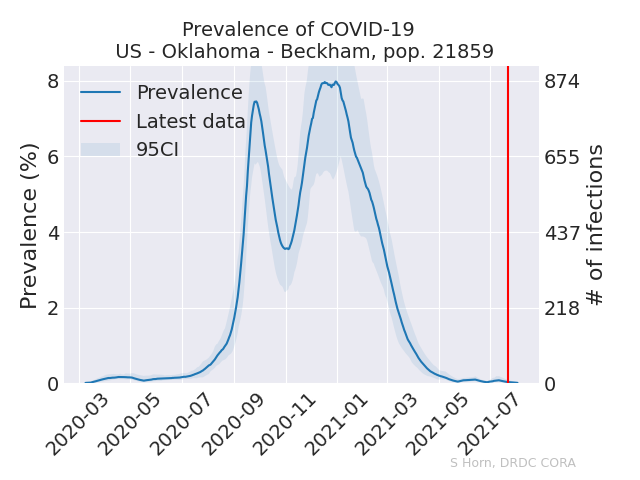 Prevalence of COVID-19
US - Oklahoma - Beckham, pop. 21859
Prevalence
Latest data
95CI
Prevalence (%)
8
6
4
2
0
874
655
437
218
0
# of infections
2020-03
2020-05
2020-07
2020-09
2020-11
2021-01
2021-03
2021-05
2021-07
S Horn, DRDC CORA